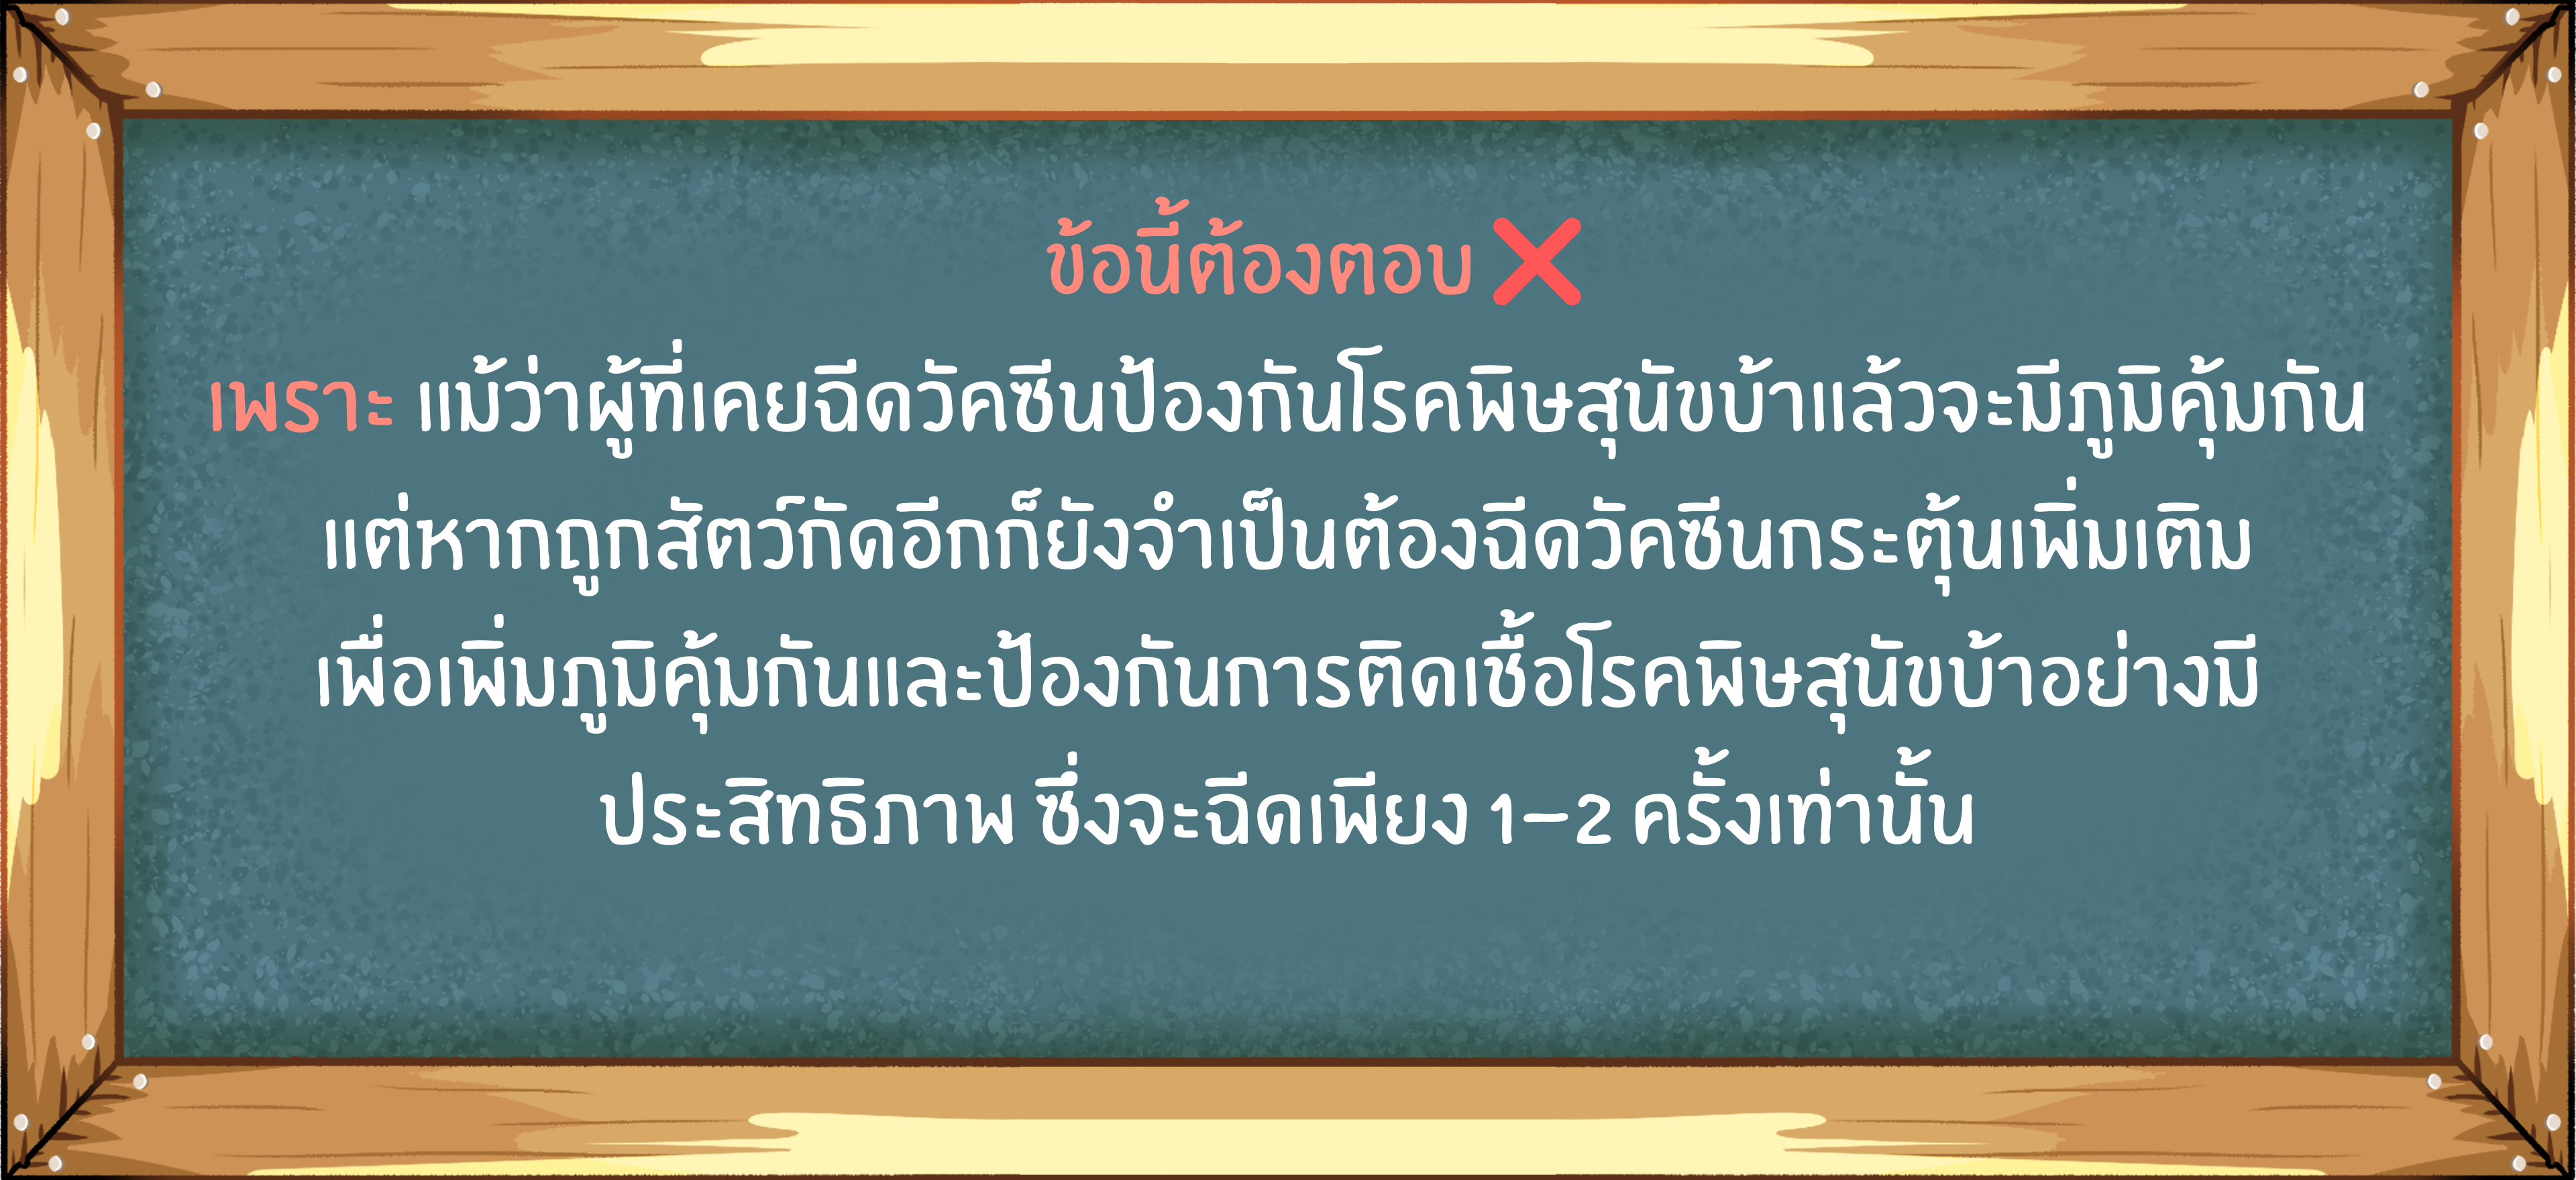 ข้อนี้ต้องตอบ ❌
เพราะ แม้ว่าผู้ที่เคยฉีดวัคซีนป้องกันโรคพิษสุนัขบ้าแล้วจะมีภูมิคุ้มกัน
แต่หากถูกสัตว์กัดอีกก็ยังจำเป็นต้องฉีดวัคซีนกระตุ้นเพิ่มเติม
เพื่อเพิ่มภูมิคุ้มกันและป้องกันการติดเชื้อโรคพิษสุนัขบ้าอย่างมี
ประสิทธิภาพ ซึ่งจะฉีดเพียง 1-2 ครั้งเท่านั้น